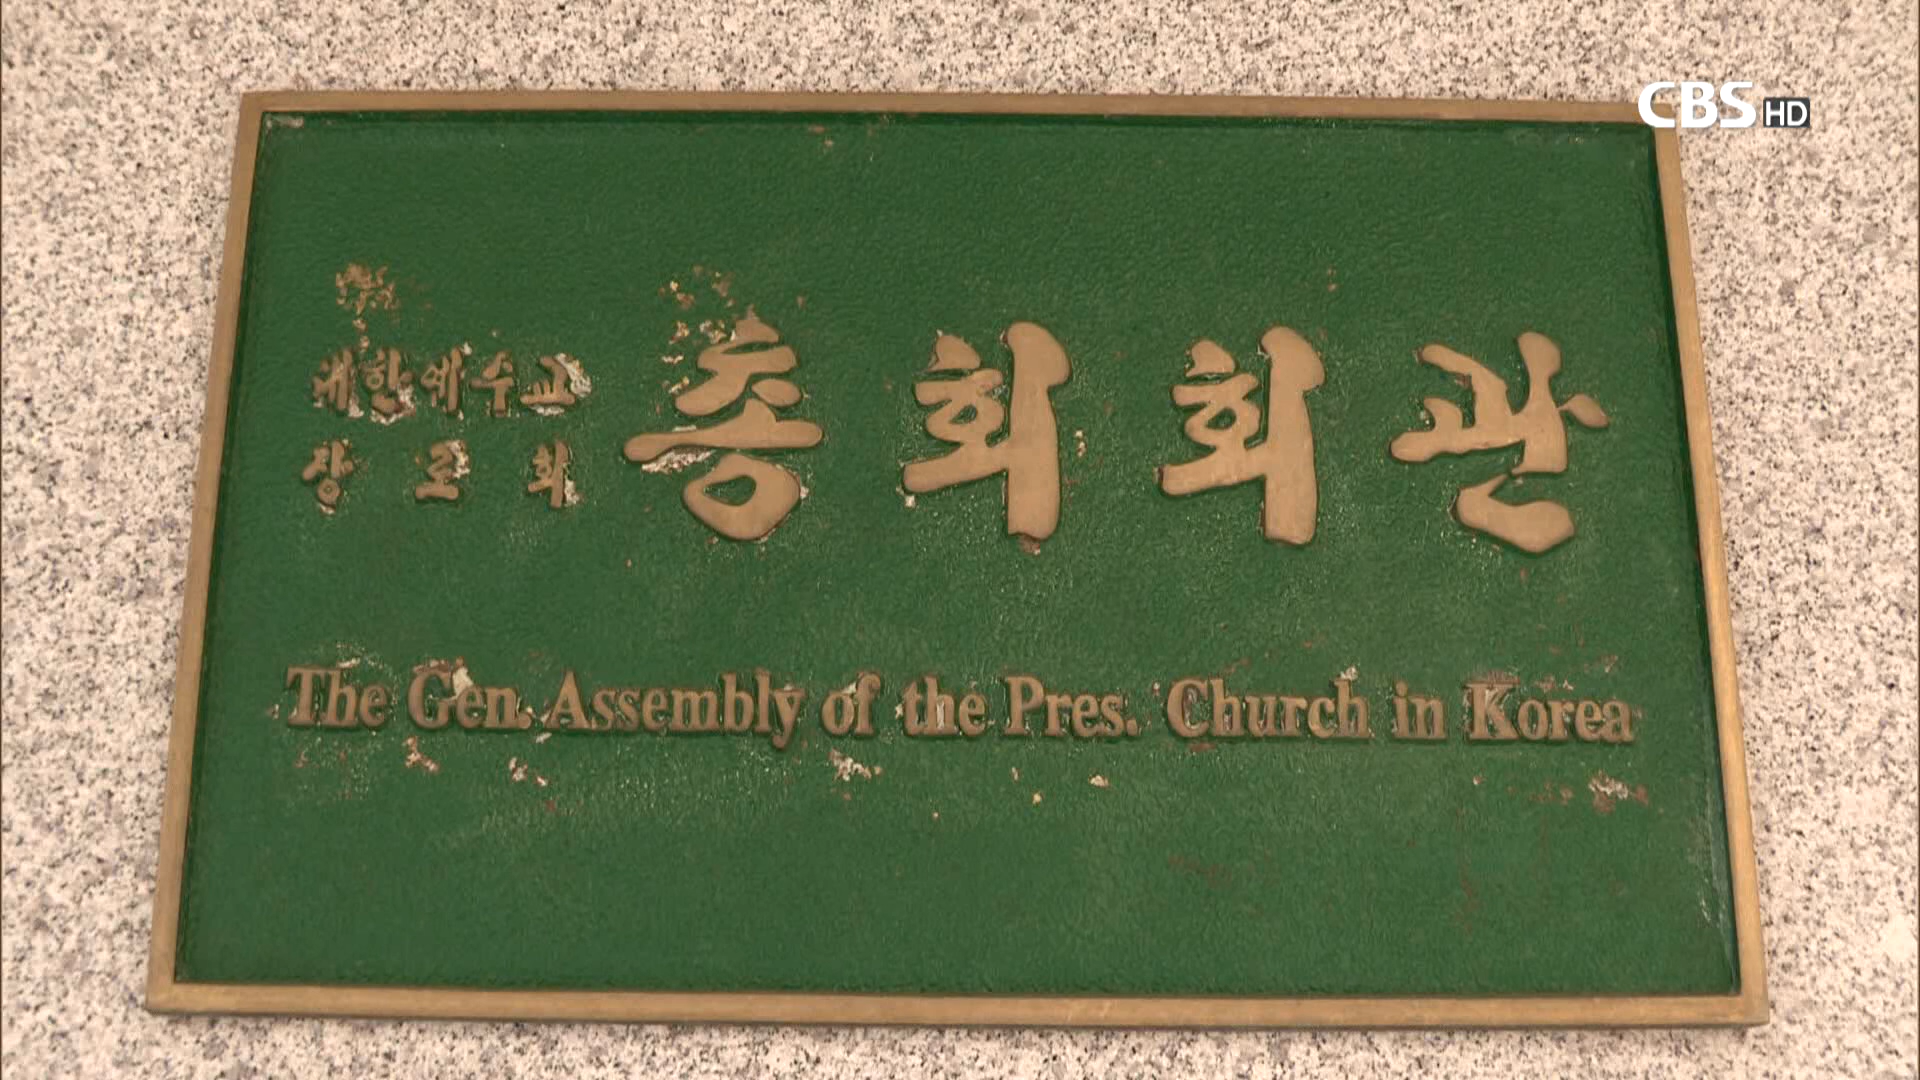 CBS HD
대한예수교
장로회
총회회관
The Gen. Assembly of the Pres. Church in Korea